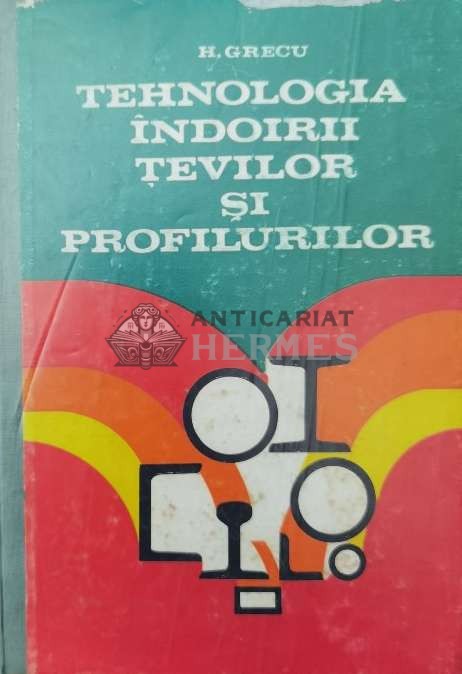 H. GRECU
TEHNOLOGIA
ÎNDOIRII
ȚEVILOR
ȘI
PROFILURILOR
ANTICARIAT
HERMES